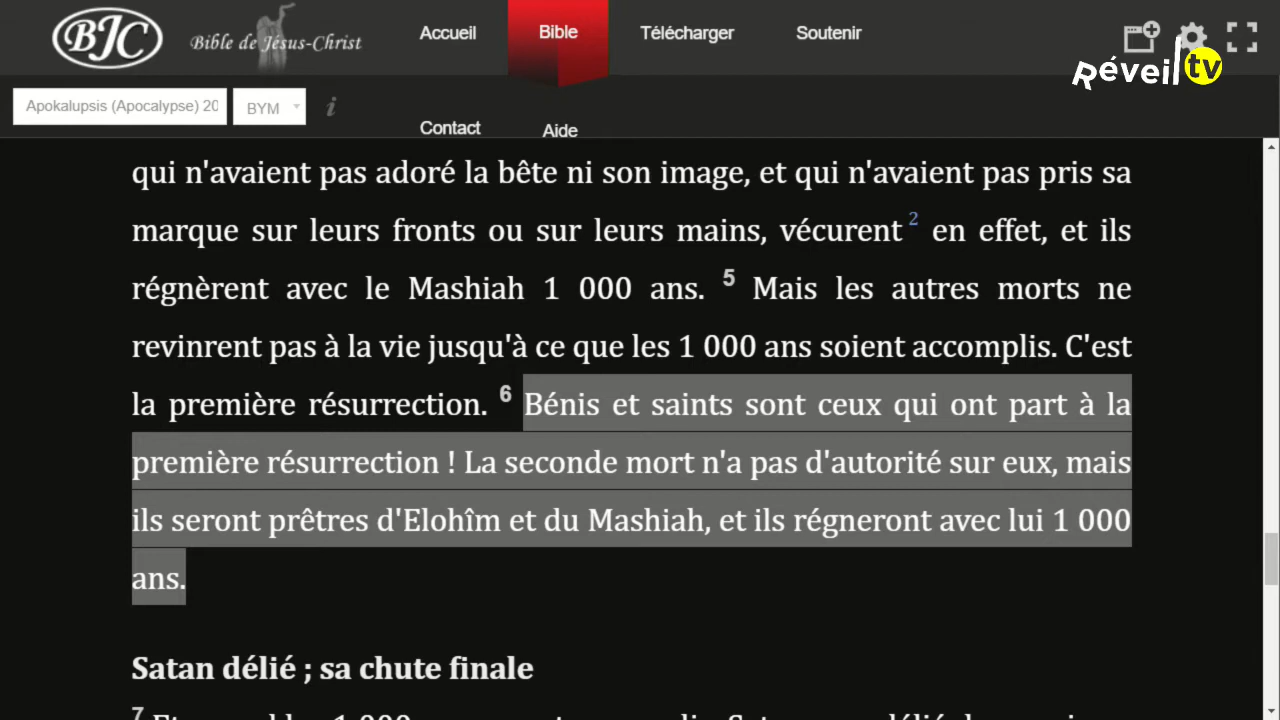 BJC
Bible de Jésus-Christ
Accueil
Bible
Télécharger
Soutenir
Réveil tv
Apokalupsis (Apocalypse) 20
BYM
i
Contact
Aide
qui n'avaient pas adoré la bête ni son image, et qui n'avaient pas pris sa
marque sur leurs fronts ou sur leurs mains, vécurent 2 en effet, et ils
régnèrent avec le Mashiah 1 000 ans. 5 Mais les autres morts ne
revinrent pas à la vie jusqu'à ce que les 1 000 ans soient accomplis. C'est
la première résurrection. 6 Bénis et saints sont ceux qui ont part à la
première résurrection ! La seconde mort n'a pas d'autorité sur eux, mais
ils seront prêtres d'Elohîm et du Mashiah, et ils régneront avec lui 1 000
ans.
Satan délié ; sa chute finale
7